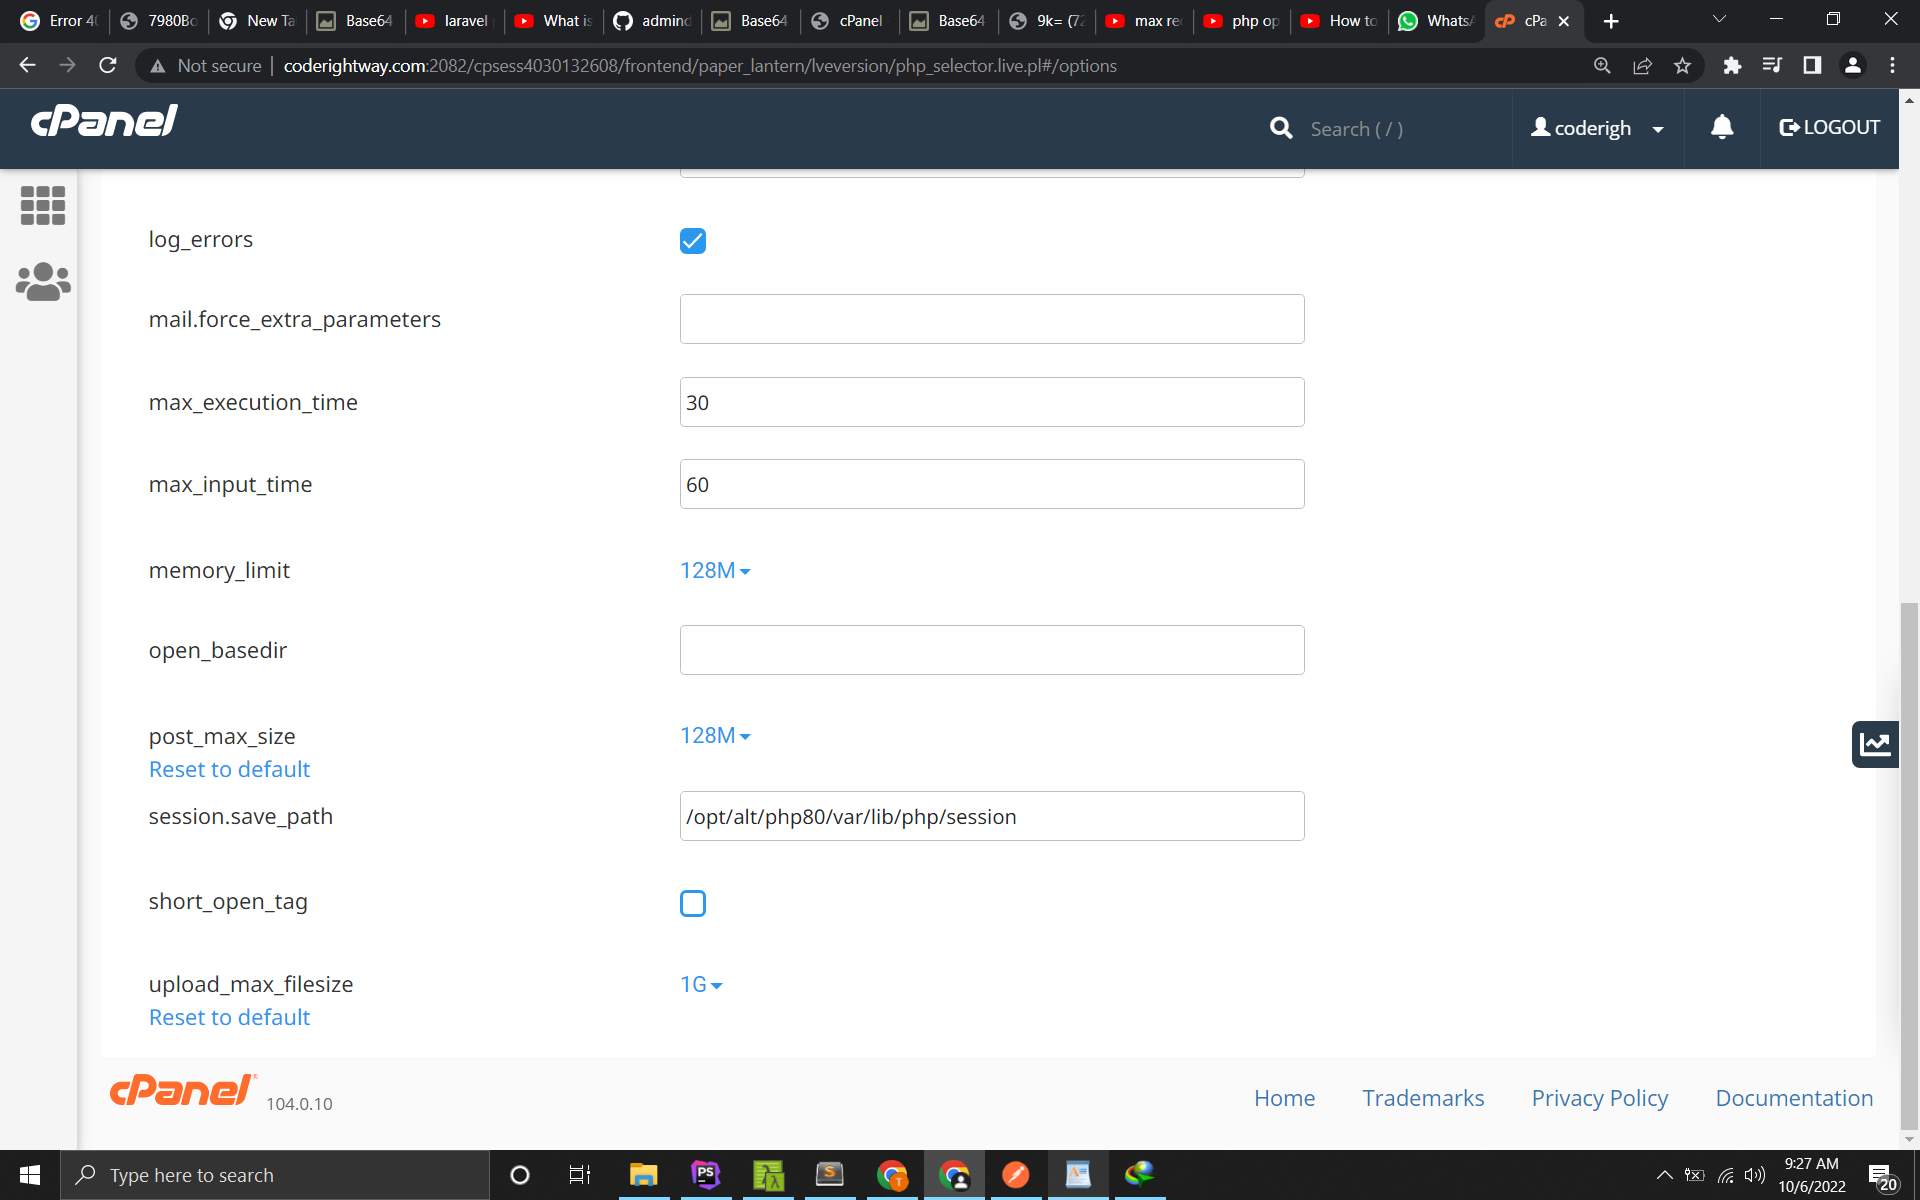 Error 4
7980Bo
New Ta
Base64
laravel
What is
admind
Base64
cPanel
Base64
9k= (72
max re
php op
How to
WhatsA
cPa
Not secure
coderightway.com:2082/cpsess4030132608/frontend/paper_lantern/lveversion/php_selector.live.pl#/options
cPanel
Search ( / )
coderigh
LOGOUT
log_errors
mail.force_extra_parameters
max_execution_time
30
max_input_time
60
memory_limit
128M
open_basedir
post_max_size
128M
Reset to default
session.save_path
/opt/alt/php80/var/lib/php/session
short_open_tag
upload_max_filesize
1G
Reset to default
cPanel
104.0.10
Home
Trademarks
Privacy Policy
Documentation
Type here to search
9:27 AM
10/6/2022
20